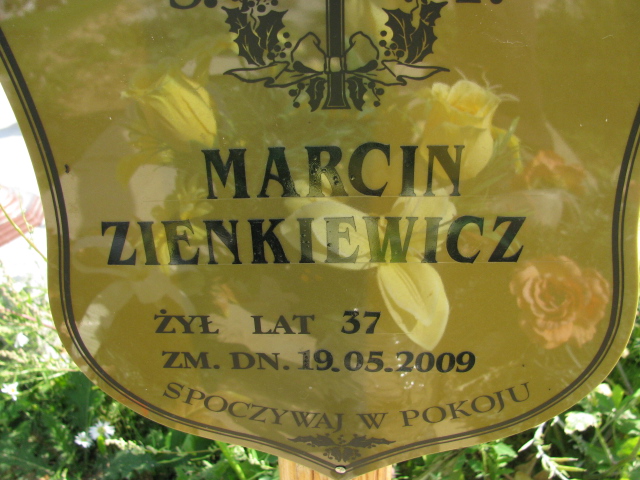 MARCIN
ZIENKIEWICZ
ŻYŁ LAT 37
ZM. DN. 19.05.2009
SPOCZYWAJ W POKOJU